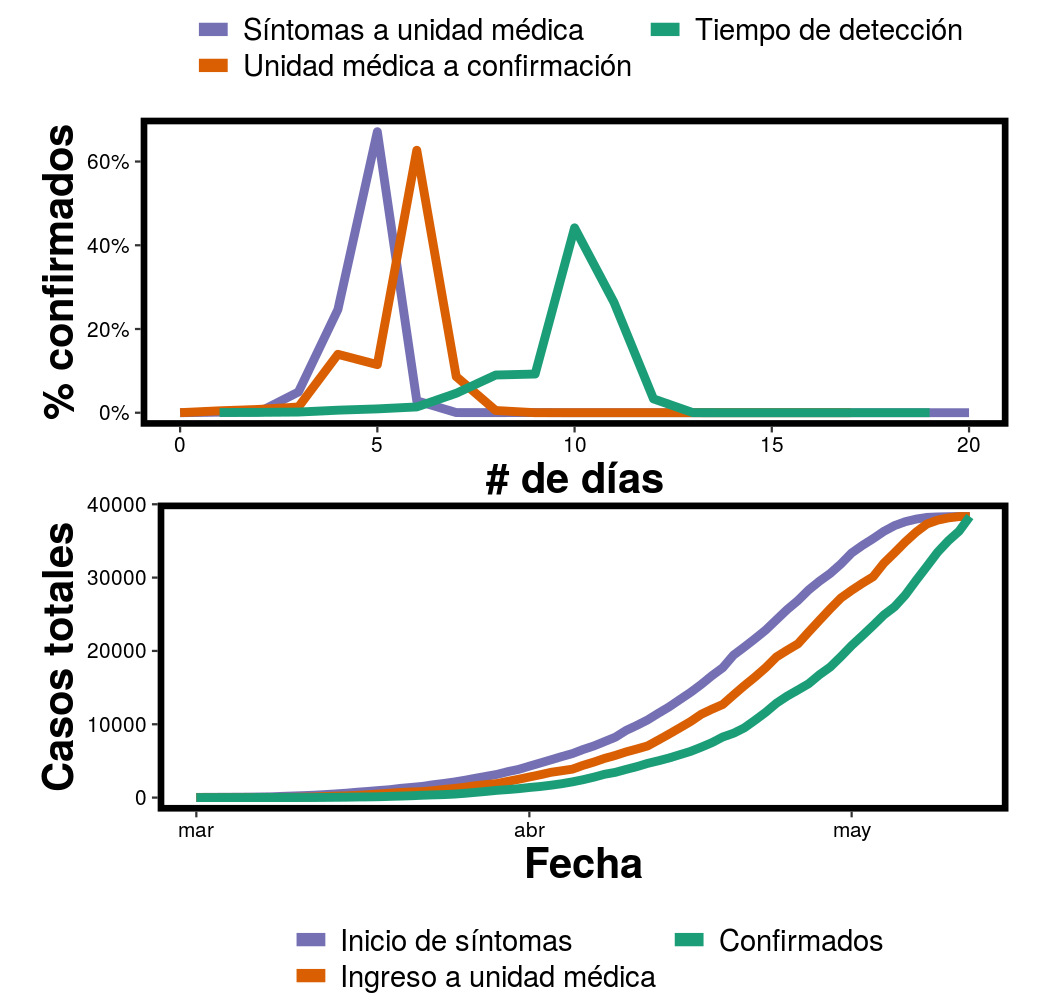 Síntomas a unidad médica
Tiempo de detección
Unidad médica a confirmación
% confirmados
60%
40%
20%
0%
0
5
10
15
20
# de días
Casos totales
40000
30000
20000
10000
0
mar
abr
may
Fecha
Inicio de síntomas
Confirmados
Ingreso a unidad médica